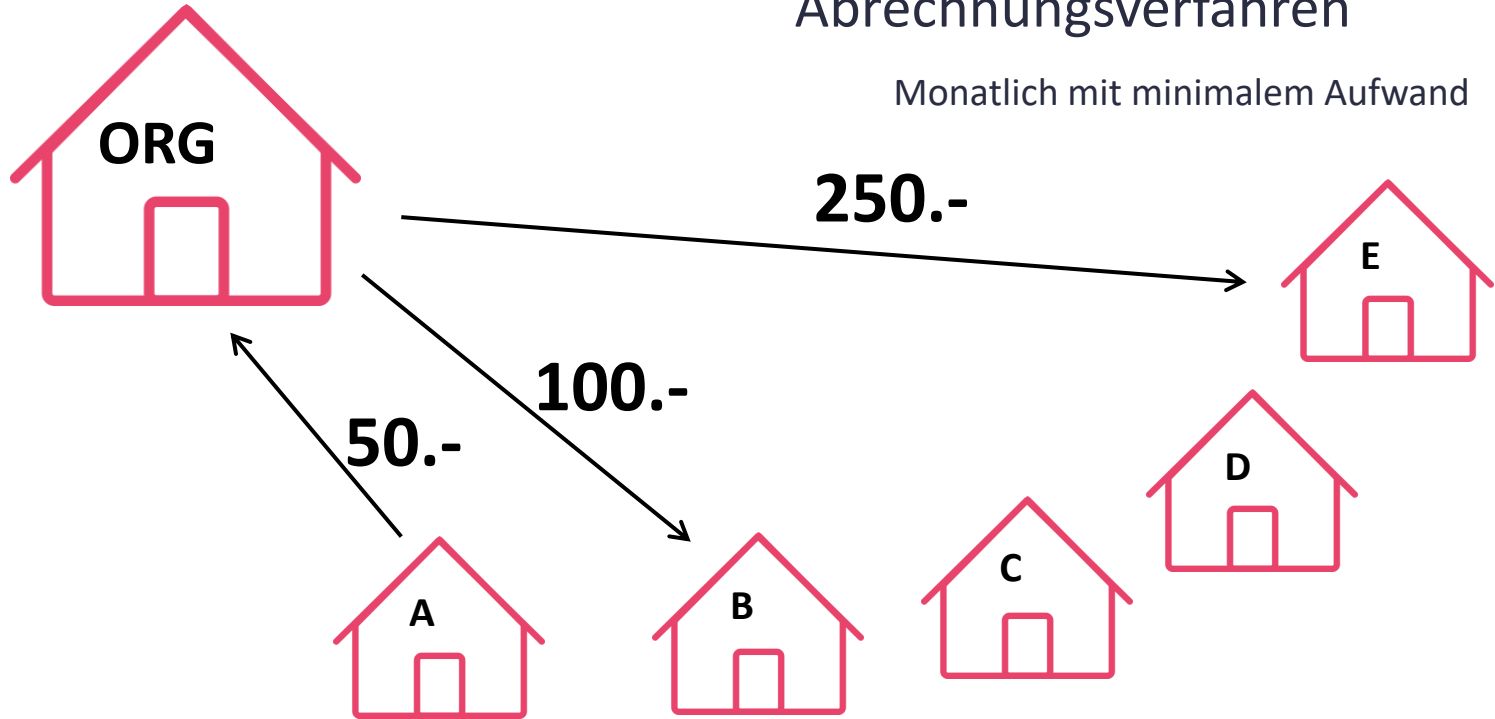 Abrechnungsverfahren
Monatlich mit minimalem Aufwand
ORG
250.-
E
100.-
50.-
D
C
B
A